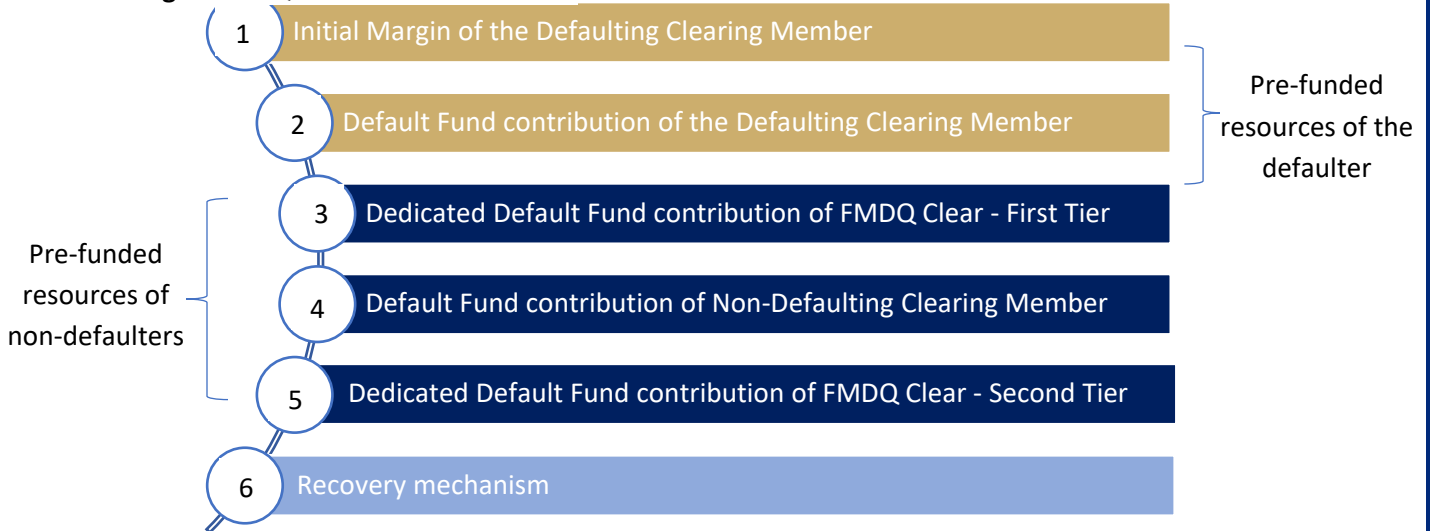 1
Initial Margin of the Defaulting Clearing Member
2
Default Fund contribution of the Defaulting Clearing Member
Pre-funded
resources of the
defaulter
3
Dedicated Default Fund contribution of FMDQ Clear - First Tier
4
Default Fund contribution of Non-Defaulting Clearing Member
Pre-funded
resources of
non-defaulters
5
Dedicated Default Fund contribution of FMDQ Clear - Second Tier
6
Recovery mechanism